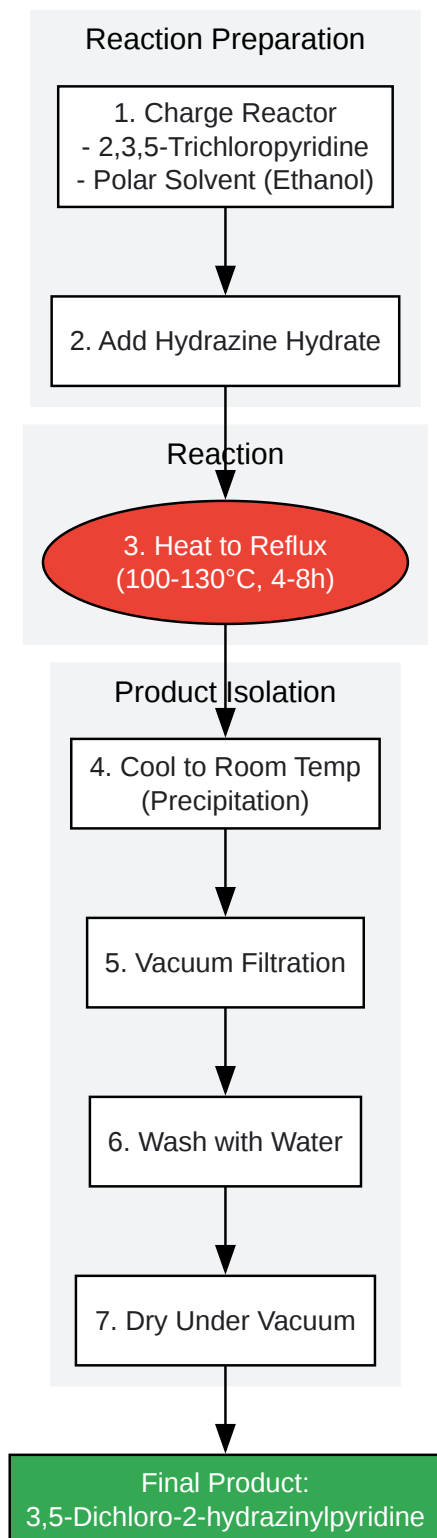 Reaction Preparation
1. Charge Reactor
- 2,3,5-Trichloropyridine
- Polar Solvent (Ethanol)
2. Add Hydrazine Hydrate
Reaction
3. Heat to Reflux
(100-130°C, 4-8h)
Product Isolation
4. Cool to Room Temp
(Precipitation)
5. Vacuum Filtration
6. Wash with Water
7. Dry Under Vacuum
Final Product:
3,5-Dichloro-2-hydrazinylpyridine